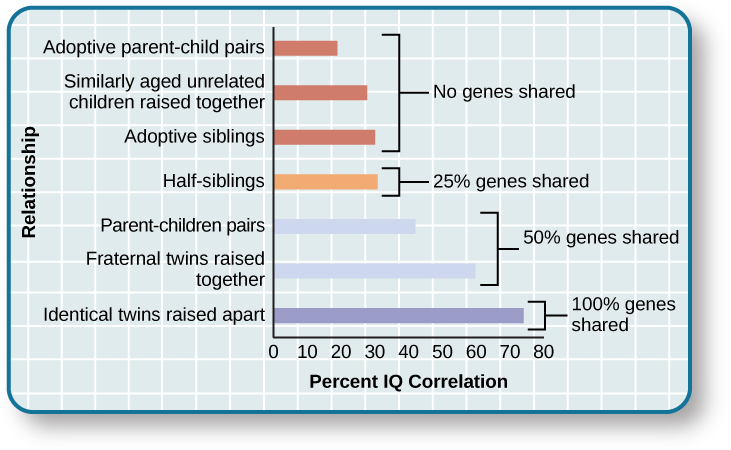 Relationship
Adoptive parent-child pairs
Similarly aged unrelated
children raised together
Adoptive siblings
Half-siblings
Parent-children pairs
Fraternal twins raised
together
Identical twins raised apart
No genes shared
25% genes shared
50% genes shared
100% genes
shared
0 10 20 30 40 50 60 70 80
Percent IQ Correlation